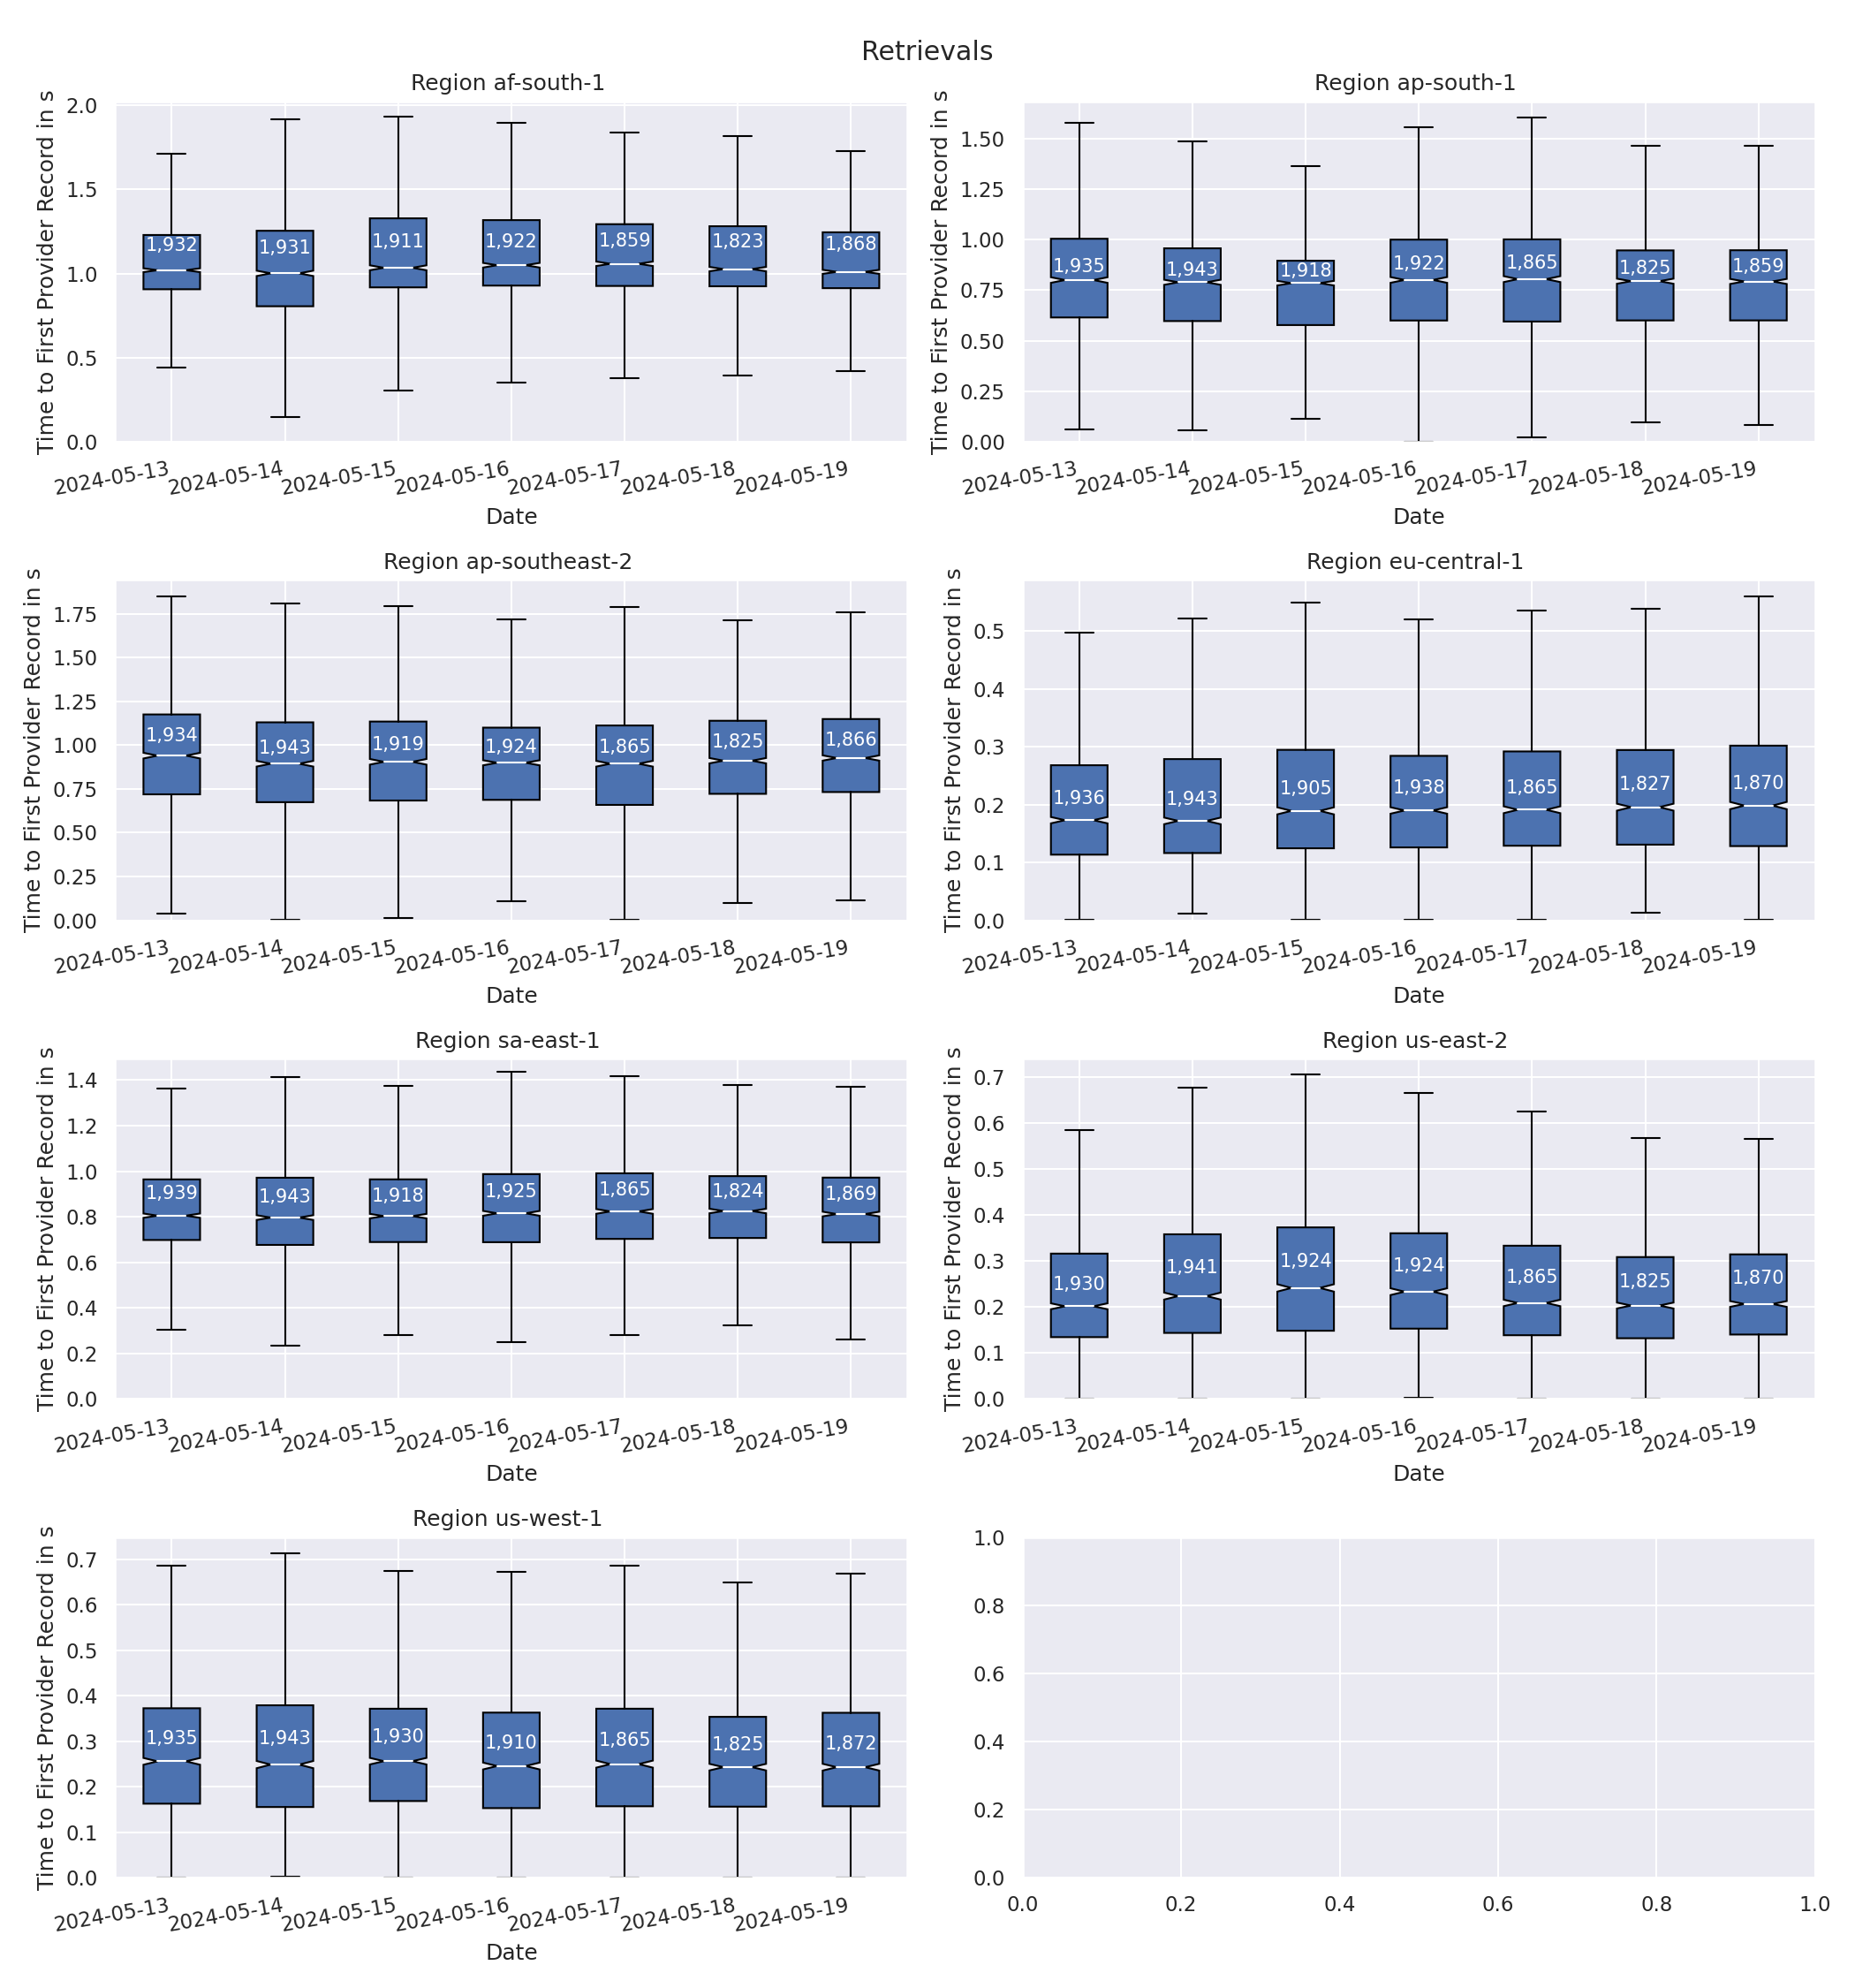 Retrievals
Region af-south-1
Time to First Provider Record in s
2.0
1.5
1.0
0.5
0.0
1,932 1,931 1,911 1,922 1,859 1,823 1,868
2024-05-13 2024-05-14 2024-05-15 2024-05-16 2024-05-17 2024-05-18 2024-05-19
Date
Region ap-south-1
Time to First Provider Record in s
1.50
1.25
1.00
0.75
0.50
0.25
0.00
1,935 1,943 1,918 1,922 1,865 1,825 1,859
2024-05-13 2024-05-14 2024-05-15 2024-05-16 2024-05-17 2024-05-18 2024-05-19
Date
Region ap-southeast-2
Time to First Provider Record in s
1.75
1.50
1.25
1.00
0.75
0.50
0.25
0.00
1,934 1,943 1,919 1,924 1,865 1,825 1,866
2024-05-13 2024-05-14 2024-05-15 2024-05-16 2024-05-17 2024-05-18 2024-05-19
Date
Region eu-central-1
Time to First Provider Record in s
0.5
0.4
0.3
0.2
0.1
0.0
1,936 1,943 1,905 1,938 1,865 1,827 1,870
2024-05-13 2024-05-14 2024-05-15 2024-05-16 2024-05-17 2024-05-18 2024-05-19
Date
Region sa-east-1
Time to First Provider Record in s
1.4
1.2
1.0
0.8
0.6
0.4
0.2
0.0
1,939 1,943 1,918 1,925 1,865 1,824 1,869
2024-05-13 2024-05-14 2024-05-15 2024-05-16 2024-05-17 2024-05-18 2024-05-19
Date
Region us-east-2
Time to First Provider Record in s
0.7
0.6
0.5
0.4
0.3
0.2
0.1
0.0
1,930 1,941 1,924 1,924 1,865 1,825 1,870
2024-05-13 2024-05-14 2024-05-15 2024-05-16 2024-05-17 2024-05-18 2024-05-19
Date
Region us-west-1
Time to First Provider Record in s
0.7
0.6
0.5
0.4
0.3
0.2
0.1
0.0
1,935 1,943 1,930 1,910 1,865 1,825 1,872
2024-05-13 2024-05-14 2024-05-15 2024-05-16 2024-05-17 2024-05-18 2024-05-19
Date
1.0
0.8
0.6
0.4
0.2
0.0
0.0 0.2 0.4 0.6 0.8 1.0